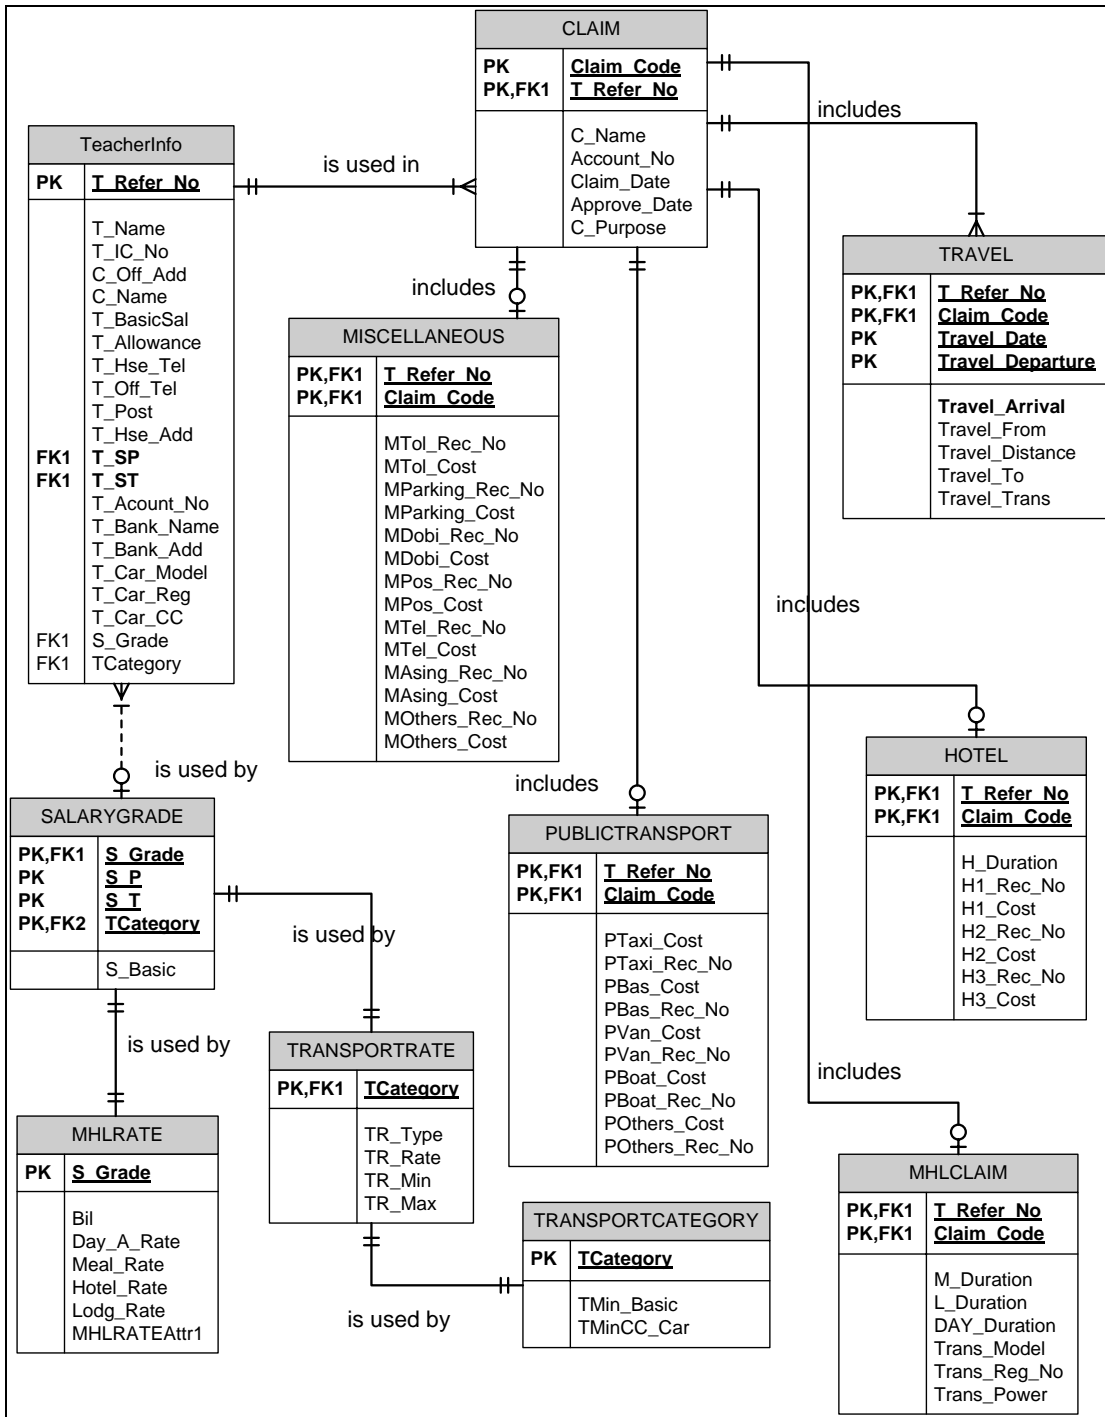 CLAIM
PK Claim_Code
PK,FK1 T_Refer_No
C_Name
Account_No
Claim_Date
Approve_Date
C_Purpose
includes
is used in
TeacherInfo
PK T_Refer_No
T_Name
T_IC_No
C_Off_Add
C_Name
T_BasicSal
T_Allowance
T_Hse_Tel
T_Off_Tel
T_Post
T_Hse_Add
FK1 T_SP
FK1 T_ST
T_Acount_No
T_Bank_Name
T_Bank_Add
T_Car_Model
T_Car_Reg
T_Car_CC
FK1 S_Grade
FK1 TCategory
includes
MISCELLANEOUS
PK,FK1 T_Refer_No
PK,FK1 Claim_Code
MTol_Rec_No
MTol_Cost
MParking_Rec_No
MParking_Cost
MDobi_Rec_No
MDobi_Cost
MPos_Rec_No
MPos_Cost
MTel_Rec_No
MTel_Cost
MAsing_Rec_No
MAsing_Cost
MOthers_Rec_No
MOthers_Cost
TRAVEL
PK,FK1 T_Refer_No
PK,FK1 Claim_Code
PK Travel_Date
PK Travel_Departure
Travel_Arrival
Travel_From
Travel_Distance
Travel_To
Travel_Trans
includes
is used by
includes
HOTEL
PK,FK1 T_Refer_No
PK,FK1 Claim_Code
H_Duration
H1_Rec_No
H1_Cost
H2_Rec_No
H2_Cost
H3_Rec_No
H3_Cost
SALARYGRADE
PK,FK1 S_Grade
PK S_P
PK S_T
PK,FK2 TCategory
S_Basic
PUBLICTRANSPORT
PK,FK1 T_Refer_No
PK,FK1 Claim_Code
PTaxi_Cost
PTaxi_Rec_No
PBas_Cost
PBas_Rec_No
PVan_Cost
PVan_Rec_No
PBoat_Cost
PBoat_Rec_No
POthers_Cost
POthers_Rec_No
is used by
is used by
TRANSPORTRATE
PK,FK1 TCategory
TR_Type
TR_Rate
TR_Min
TR_Max
includes
MHLRATE
PK S_Grade
Bil
Day_A_Rate
Meal_Rate
Hotel_Rate
Lodg_Rate
MHLRATEAttr1
MHLCLAIM
PK,FK1 T_Refer_No
PK,FK1 Claim_Code
M_Duration
L_Duration
DAY_Duration
Trans_Model
Trans_Reg_No
Trans_Power
TRANSPORTCATEGORY
PK TCategory
TMin_Basic
TMinCC_Car
is used by